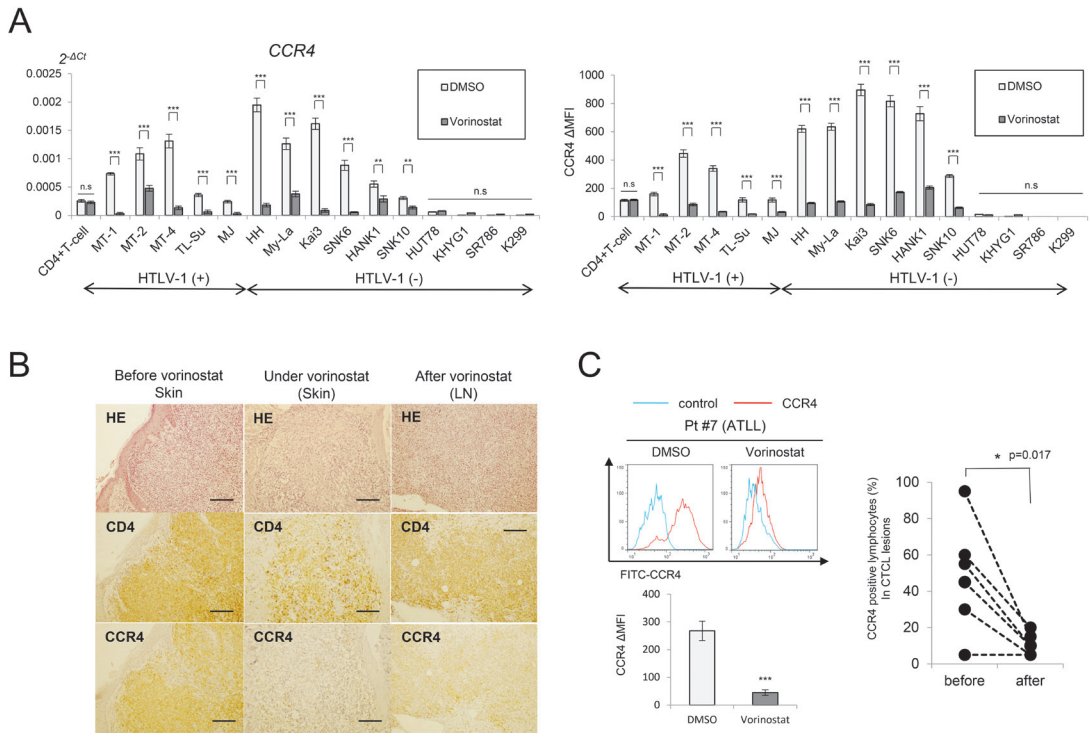 A
2-ΔCt
CCR4
0.0025
0.002
0.0015
0.001
0.0005
0
DMSO
Vorinostat
n.s
***
***
***
***
***
***
***
***
***
**
**
n.s
CD4+T-cell
MT-1
MT-2
MT-4
TL-Su
MJ
HH
My-La
Kai3
SNK6
HANK1
SNK10
HUT78
KHYG1
SR786
K299
HTLV-1 (+)
HTLV-1 (-)
CCR4 ΔMFI
1000
800
600
400
200
0
DMSO
Vorinostat
n.s
***
***
***
***
***
***
***
***
***
***
***
n.s
CD4+T-cell
MT-1
MT-2
MT-4
TL-Su
MJ
HH
My-La
Kai3
SNK6
HANK1
SNK10
HUT78
KHYG1
SR786
K299
HTLV-1 (+)
HTLV-1 (-)
B
Before vorinostat
Skin
Under vorinostat
(Skin)
After vorinostat
(LN)
HE
HE
HE
CD4
CD4
CD4
CCR4
CCR4
CCR4
C
control
CCR4
Pt #7 (ATLL)
DMSO
Vorinostat
FITC-CCR4
CCR4 ΔMFI
400
300
200
100
0
***
DMSO
Vorinostat
* p=0.017
CCR4 positive lymphocytes (%)
In CTCL lesions
100
80
60
40
20
0
before
after